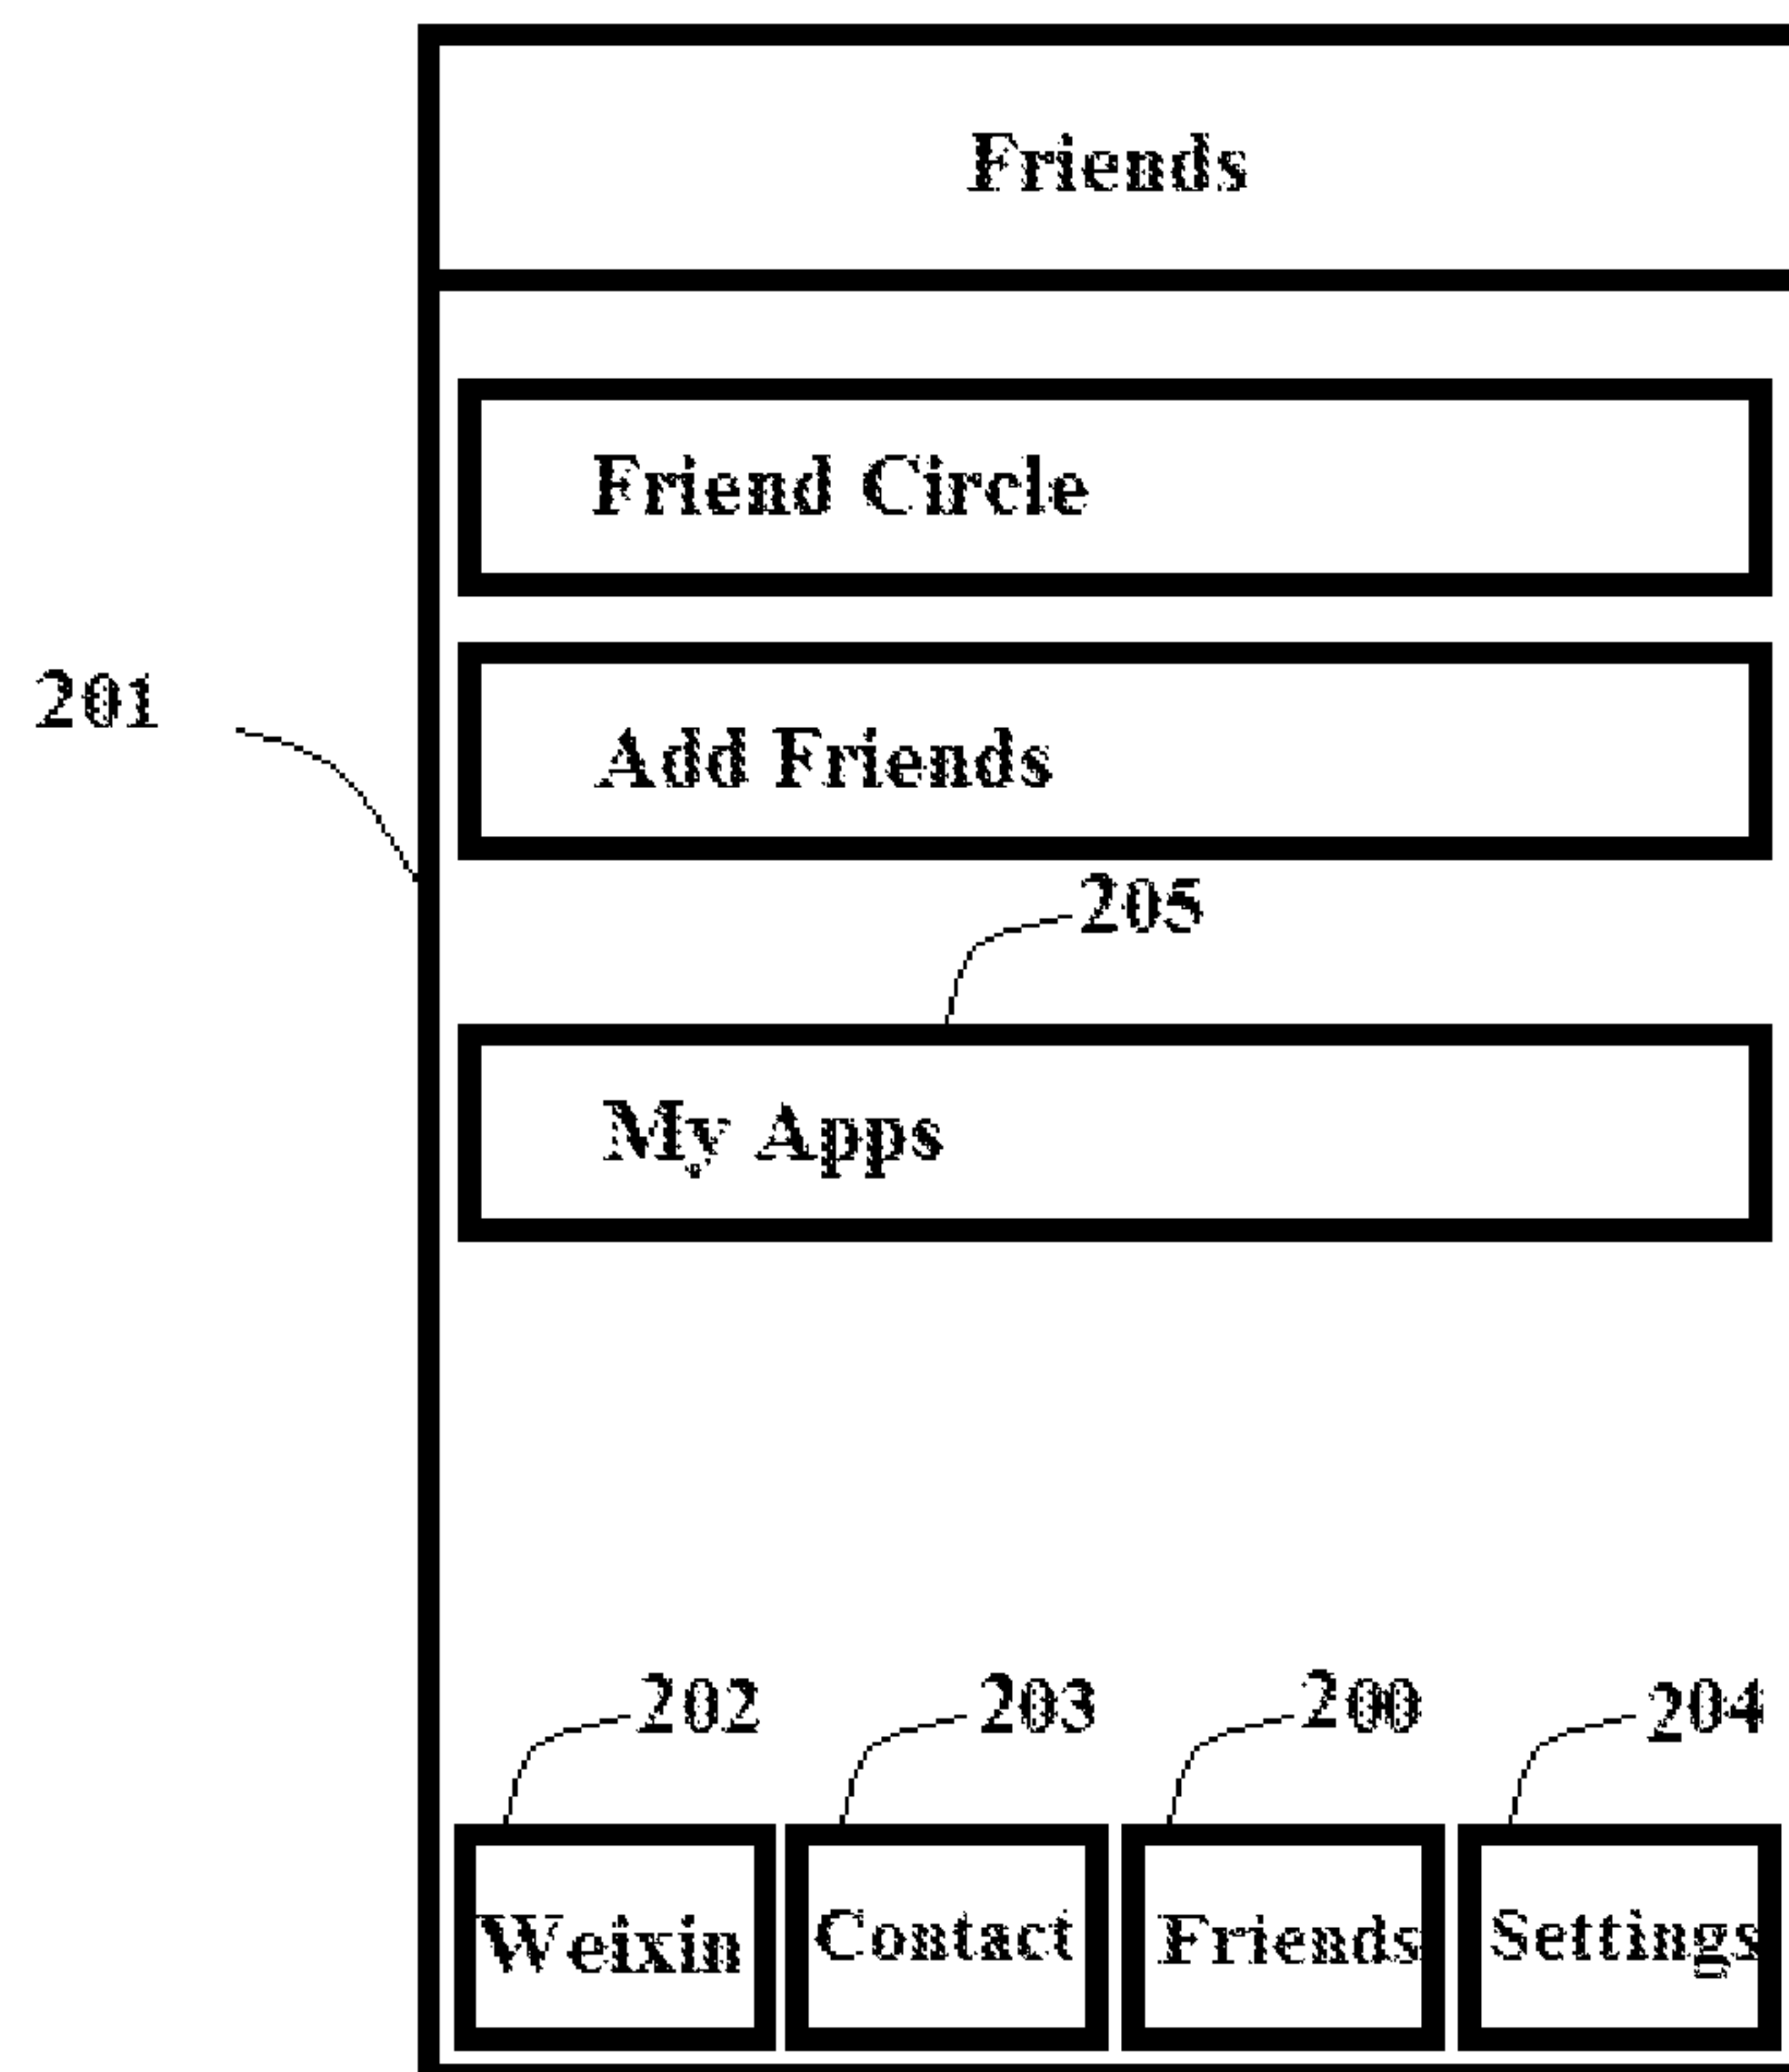 Friends
Friend Circle
201
Add Friends
205
My Apps
202 203 200 204
Weixin Contact Friends Settings